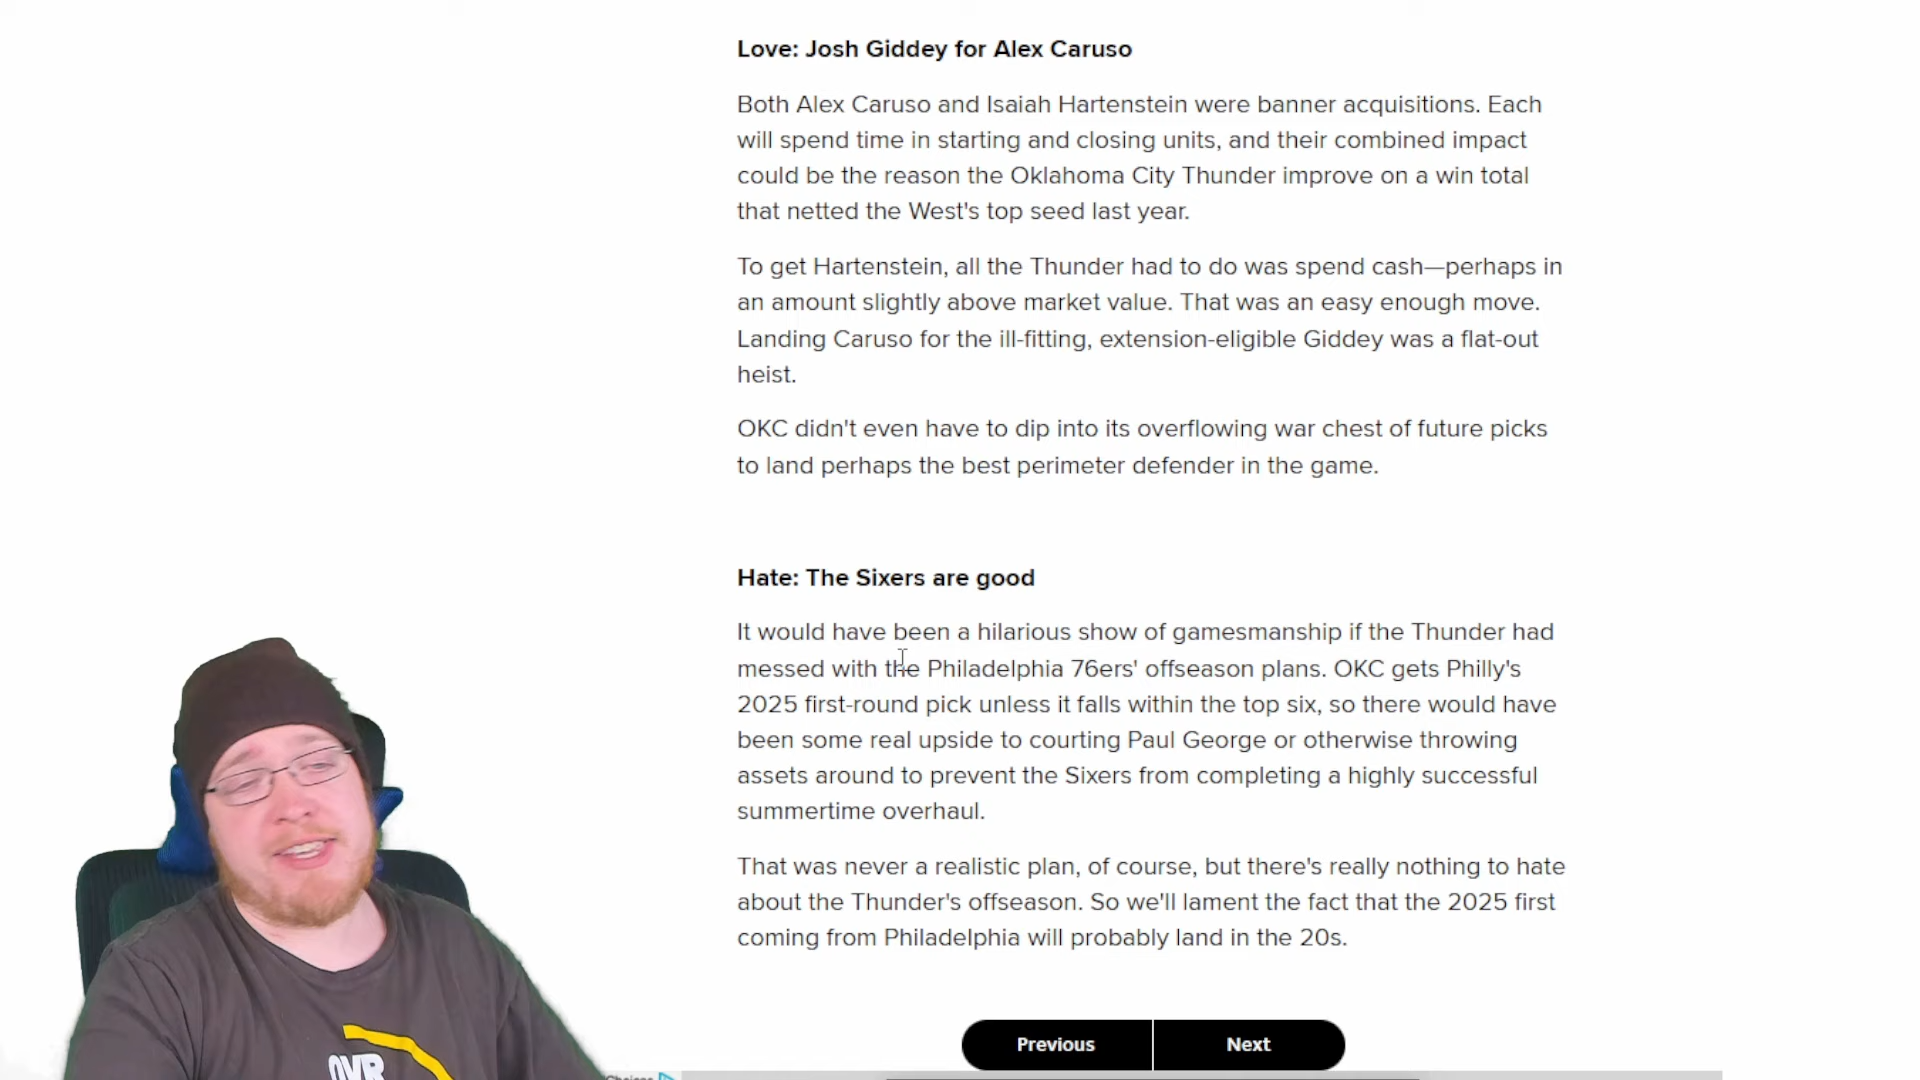 Love: Josh Giddey for Alex Caruso
Both Alex Caruso and Isaiah Hartenstein were banner acquisitions. Each
will spend time in starting and closing units, and their combined impact
could be the reason the Oklahoma City Thunder improve on a win total
that netted the West's top seed last year.
To get Hartenstein, all the Thunder had to do was spend cash—perhaps in
an amount slightly above market value. That was an easy enough move.
Landing Caruso for the ill-fitting, extension-eligible Giddey was a flat-out
heist.
OKC didn't even have to dip into its overflowing war chest of future picks
to land perhaps the best perimeter defender in the game.
Hate: The Sixers are good
It would have been a hilarious show of gamesmanship if the Thunder had
messed with the Philadelphia 76ers' offseason plans. OKC gets Philly's
2025 first-round pick unless it falls within the top six, so there would have
been some real upside to courting Paul George or otherwise throwing
assets around to prevent the Sixers from completing a highly successful
summertime overhaul.
That was never a realistic plan, of course, but there's really nothing to hate
about the Thunder's offseason. So we'll lament the fact that the 2025 first
coming from Philadelphia will probably land in the 20s.
Previous
Next
OVR